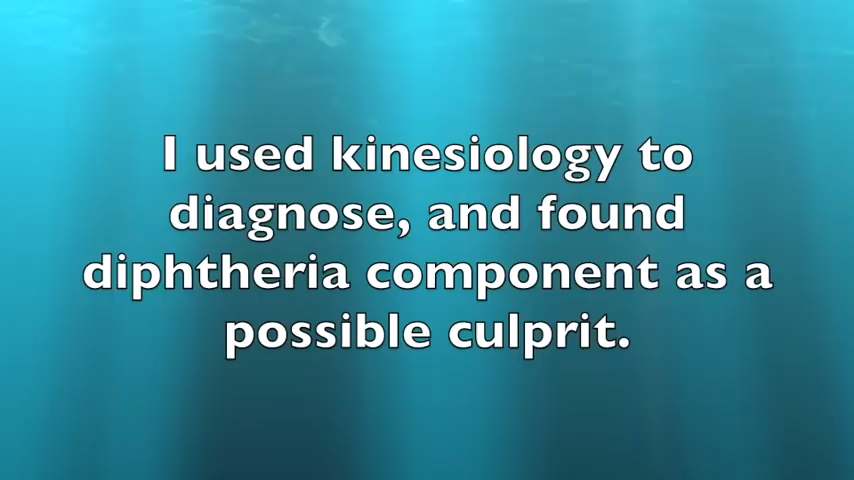 I used kinesiology to
diagnose, and found
diphtheria component as a
possible culprit.